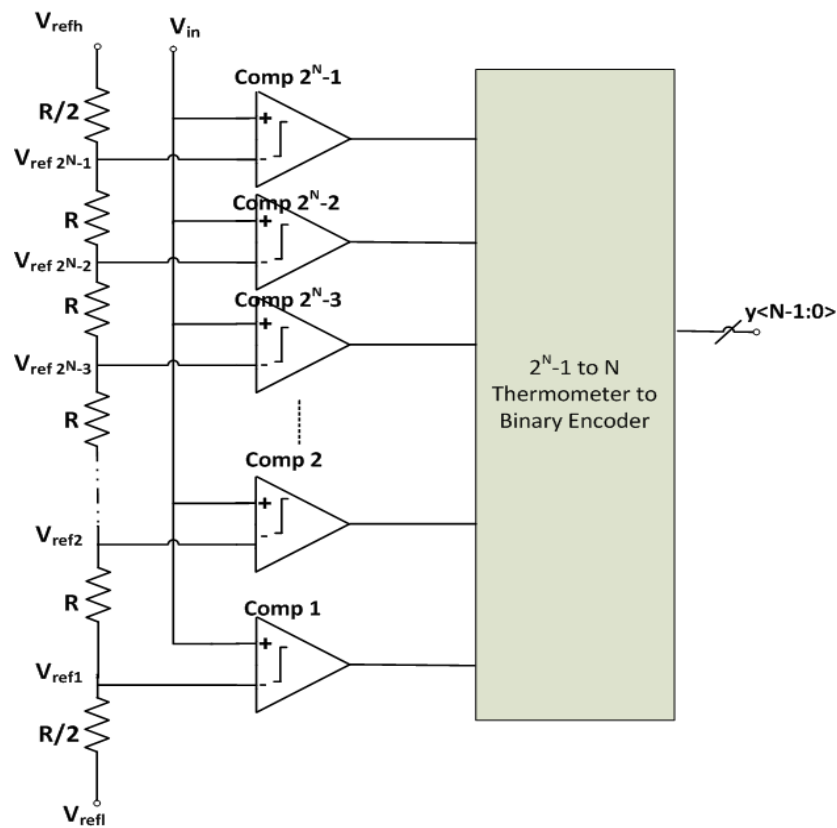 V_refh
V_in
Comp 2^N-1
R/2
+
V_ref 2^N-1
-
Comp 2^N-2
R
+
V_ref 2^N-2
-
Comp 2^N-3
R
+
V_ref 2^N-3
-
y<N-1:0>
2^N-1 to N
Thermometer to
Binary Encoder
R
Comp 2
+
V_ref2
-
R
Comp 1
+
V_ref1
-
R/2
V_refl